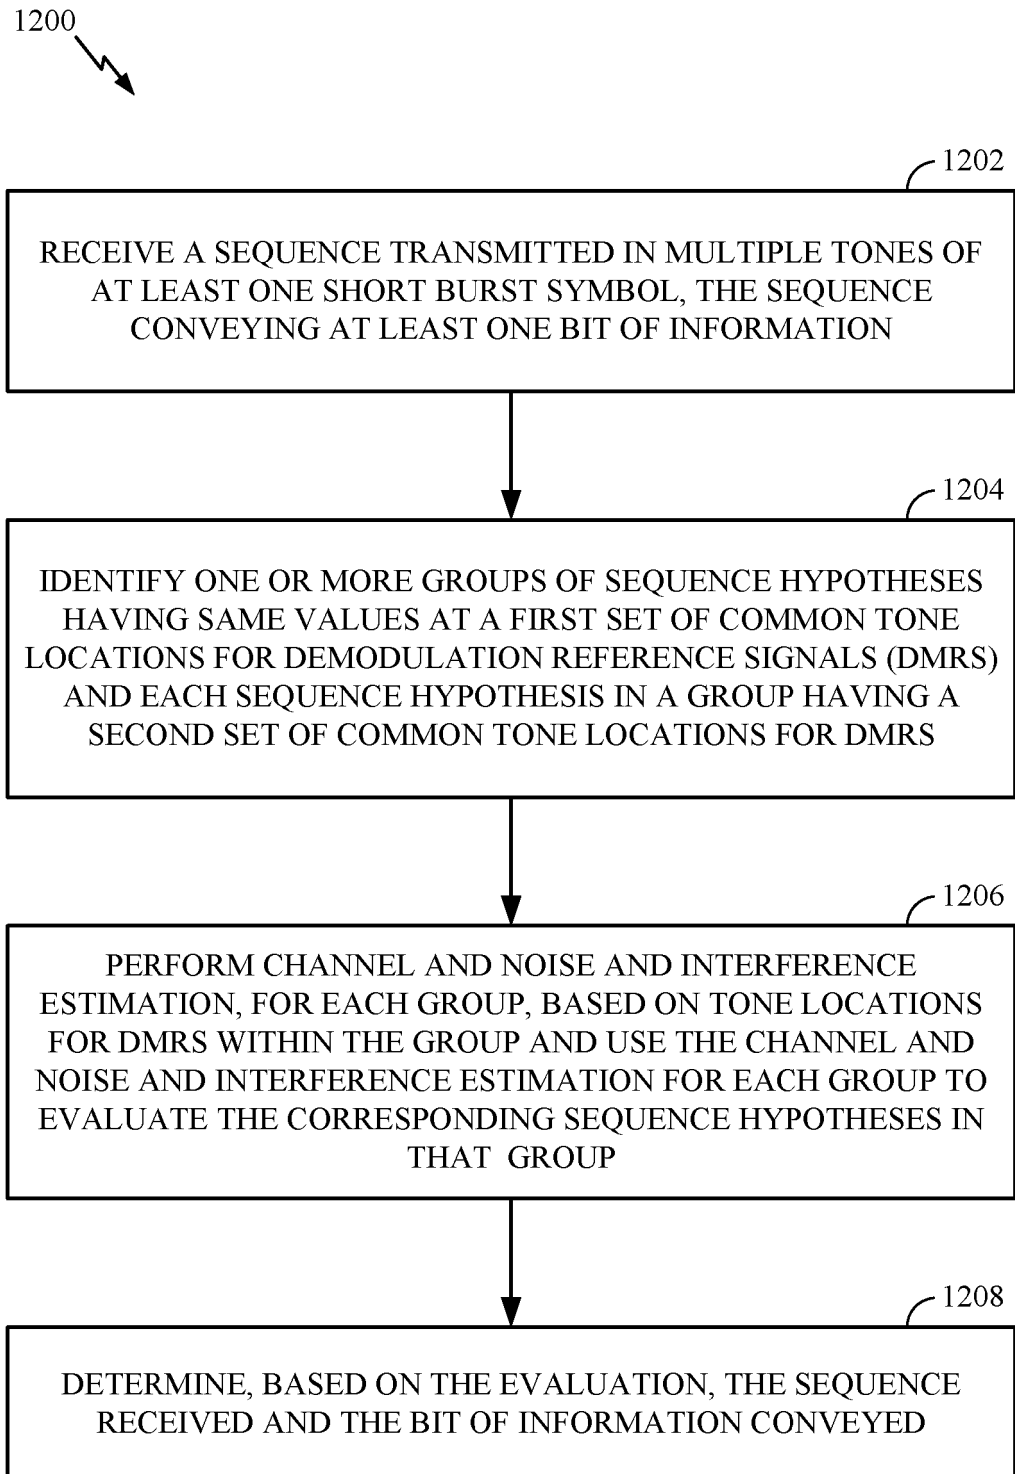 1200
1202
RECEIVE A SEQUENCE TRANSMITTED IN MULTIPLE TONES OF
AT LEAST ONE SHORT BURST SYMBOL, THE SEQUENCE
CONVEYING AT LEAST ONE BIT OF INFORMATION
1204
IDENTIFY ONE OR MORE GROUPS OF SEQUENCE HYPOTHESES
HAVING SAME VALUES AT A FIRST SET OF COMMON TONE
LOCATIONS FOR DEMODULATION REFERENCE SIGNALS (DMRS)
AND EACH SEQUENCE HYPOTHESIS IN A GROUP HAVING A
SECOND SET OF COMMON TONE LOCATIONS FOR DMRS
1206
PERFORM CHANNEL AND NOISE AND INTERFERENCE
ESTIMATION, FOR EACH GROUP, BASED ON TONE LOCATIONS
FOR DMRS WITHIN THE GROUP AND USE THE CHANNEL AND
NOISE AND INTERFERENCE ESTIMATION FOR EACH GROUP TO
EVALUATE THE CORRESPONDING SEQUENCE HYPOTHESES IN
THAT GROUP
1208
DETERMINE, BASED ON THE EVALUATION, THE SEQUENCE
RECEIVED AND THE BIT OF INFORMATION CONVEYED